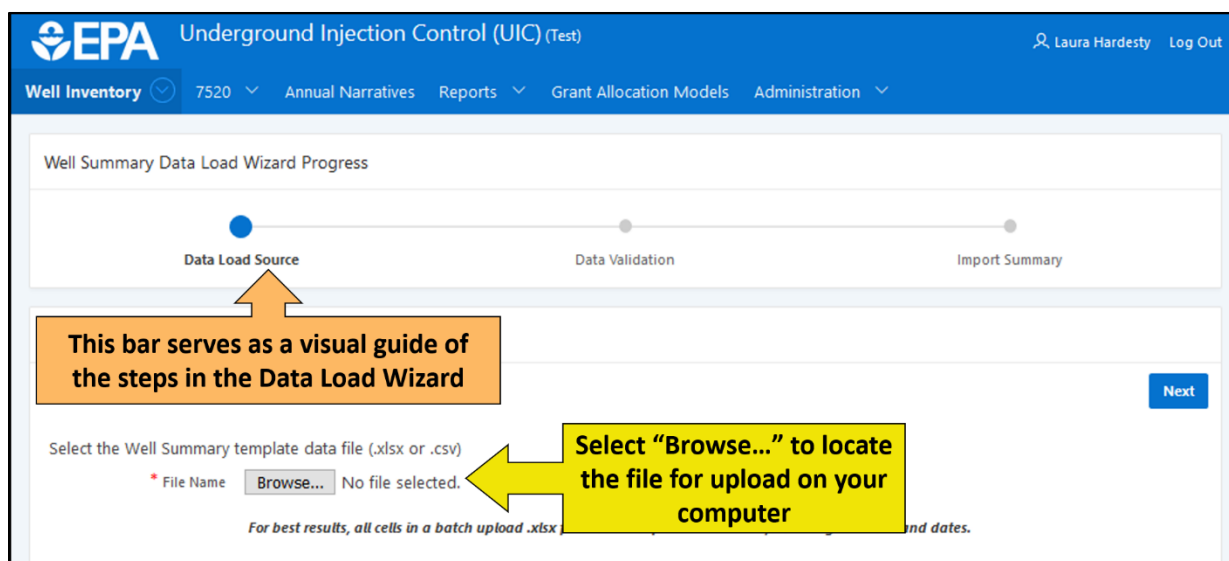 EPA Underground Injection Control (UIC) (Test)
Laura Hardesty Log Out
Well Inventory 7520 Annual Narratives Reports Grant Allocation Models Administration
Well Summary Data Load Wizard Progress
Data Load Source Data Validation Import Summary
This bar serves as a visual guide of
the steps in the Data Load Wizard
Next
Select the Well Summary template data file (.xlsx or .csv)
* File Name Browse... No file selected.
Select “Browse...” to locate
the file for upload on your
computer
For best results, all cells in a batch upload .xlsx and dates.